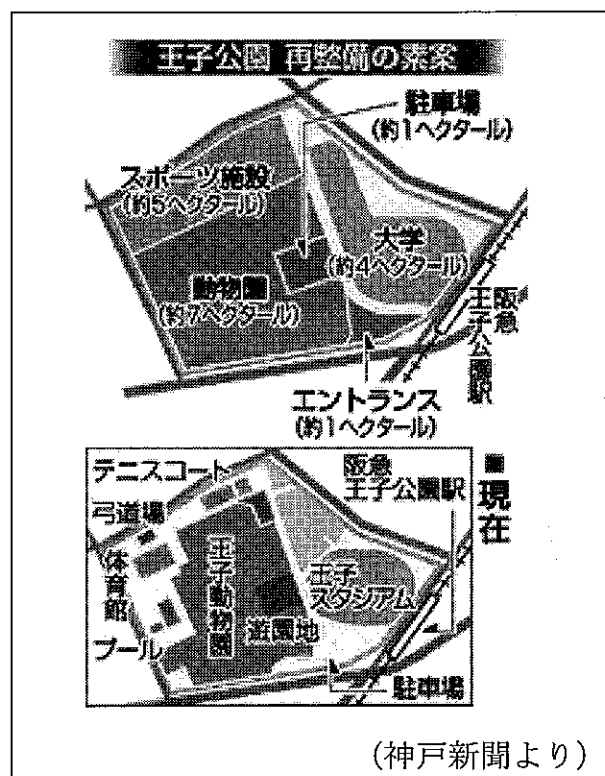 王子公園 再整備の素案
駐車場
(約1ヘクタール)
スポーツ施設
(約5ヘクタール)
大学
(約4ヘクタール)
動物園
(約7ヘクタール)
阪急
王子公園駅
エントランス
(約1ヘクタール)
■現在
テニスコート
阪急
王子公園駅
弓道場
体育館
王子動物園
王子
スタジアム
遊園地
プール
駐車場
(神戸新聞より)